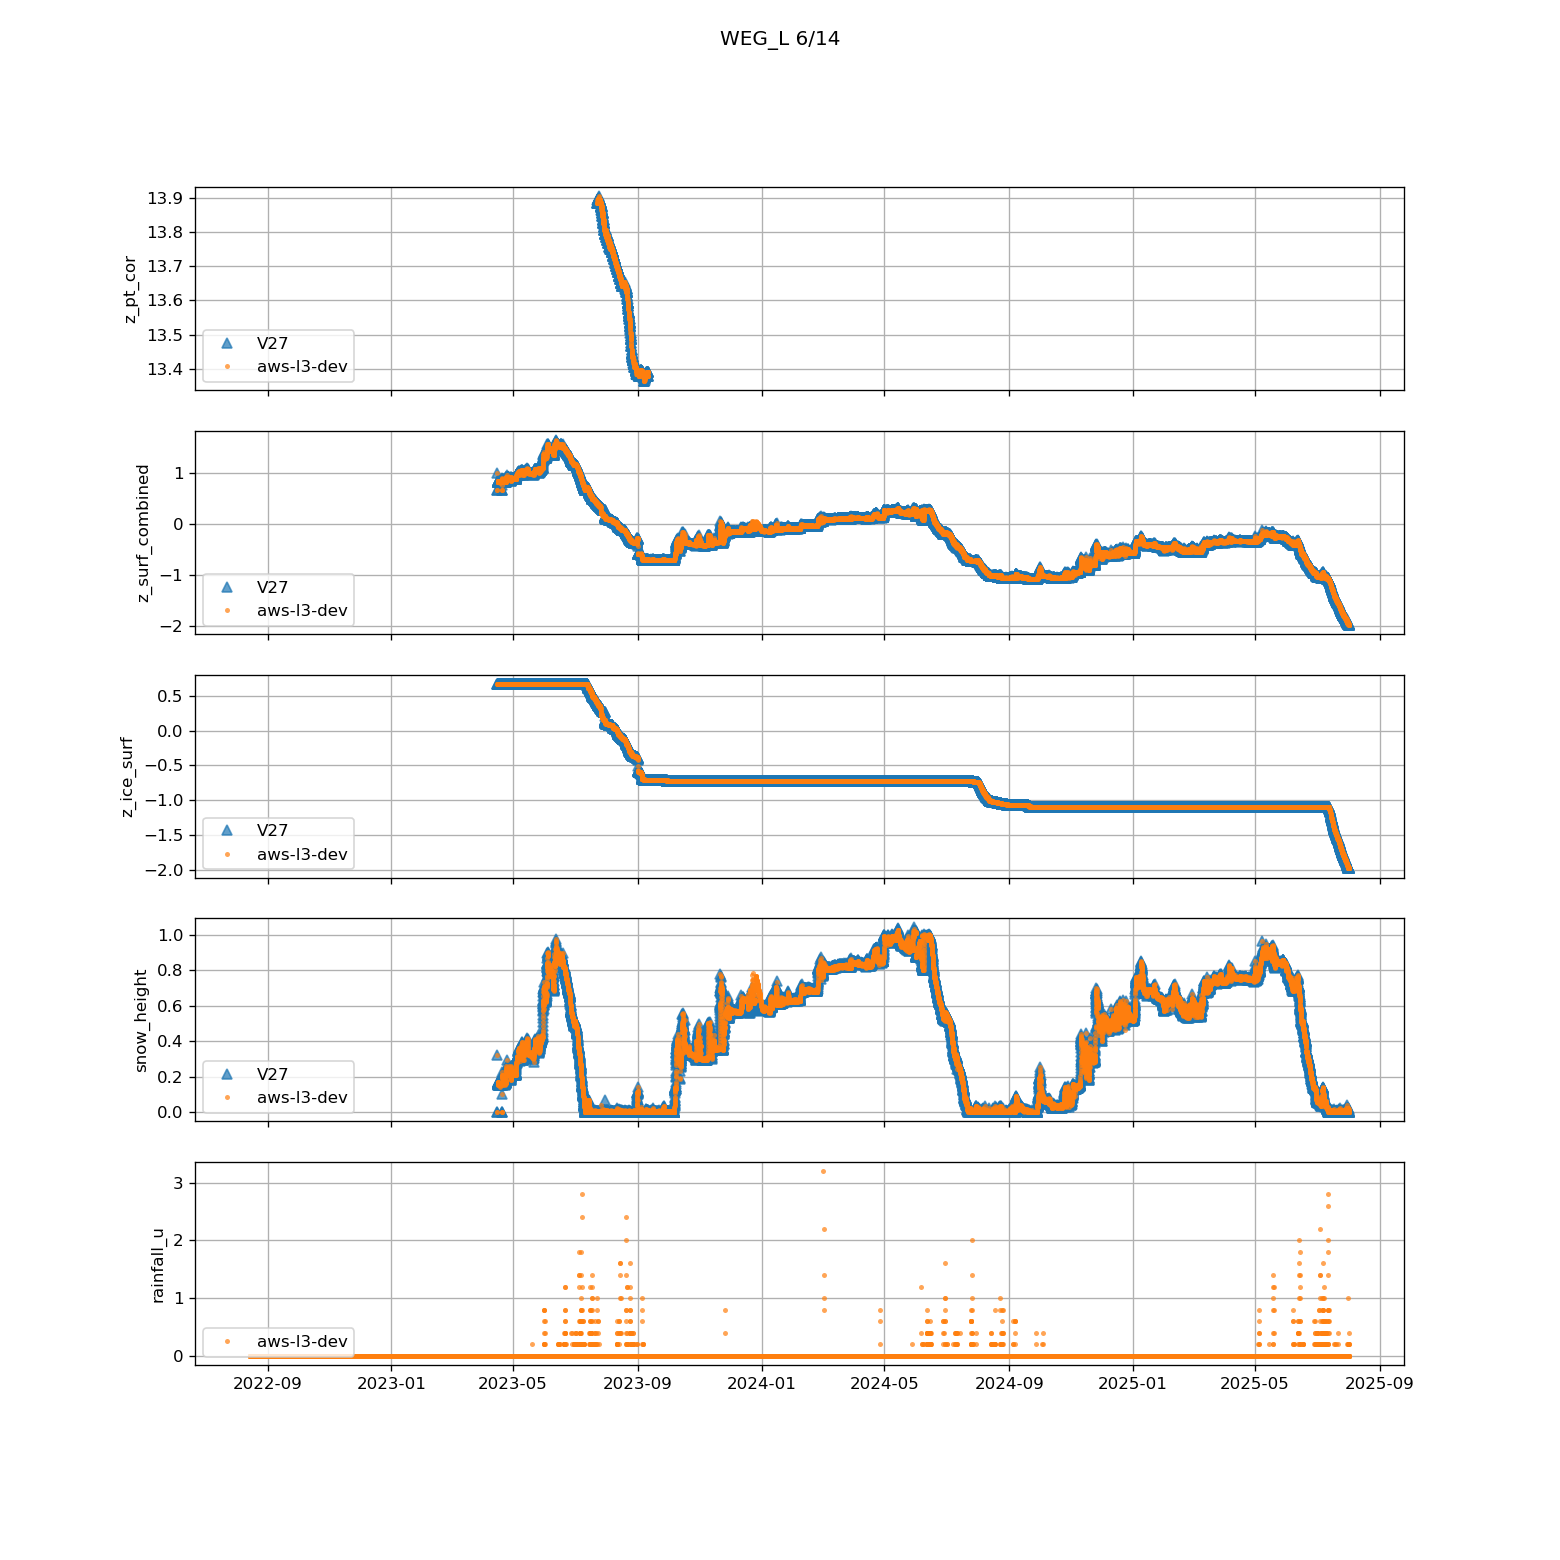 WEG_L 6/14
z_pt_cor
13.9
13.8
13.7
13.6
13.5
13.4
V27
aws-l3-dev
z_surf_combined
1
0
−1
−2
V27
aws-l3-dev
z_ice_surf
0.5
0.0
−0.5
−1.0
−1.5
−2.0
V27
aws-l3-dev
snow_height
1.0
0.8
0.6
0.4
0.2
0.0
V27
aws-l3-dev
rainfall_u
3
2
1
0
aws-l3-dev
2022-09 2023-01 2023-05 2023-09 2024-01 2024-05 2024-09 2025-01 2025-05 2025-09